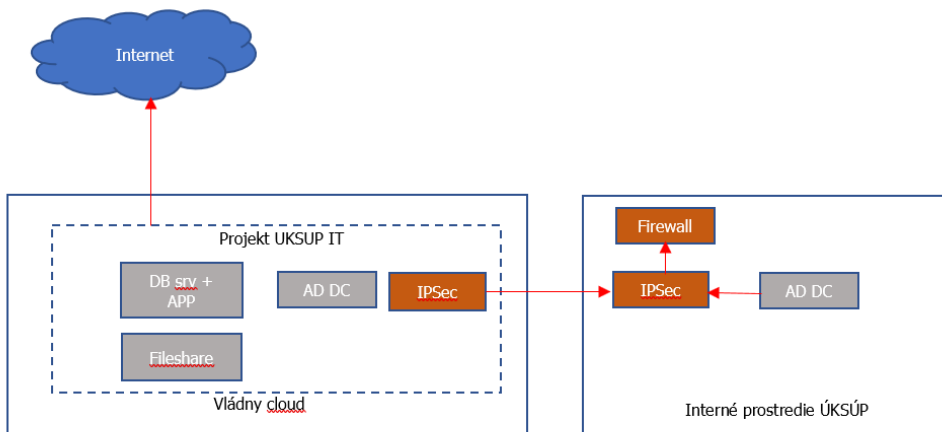 Internet
Projekt UKSUP IT
DB srv +
APP
AD DC
IPSec
Fileshare
Vládny cloud
Firewall
IPSec
AD DC
Interné prostredie ÚKSÚP